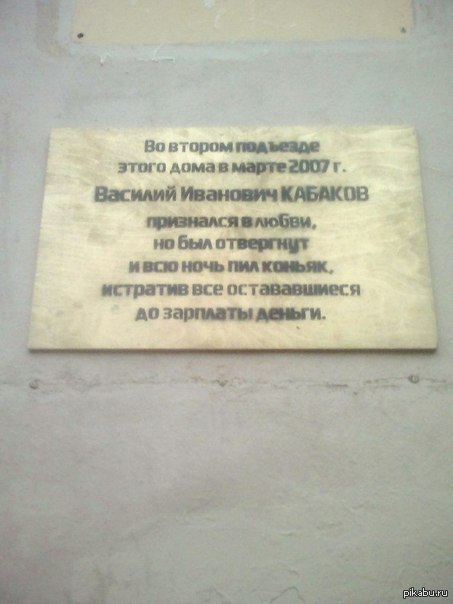 Во втором подъезде
этого дома в марте 2007 г.
Василий Иванович КАБАКОВ
признался в любви,
но был отвергнут
и всю ночь пил коньяк,
истратив все остававшиеся
до зарплаты деньги.
pikabu.ru